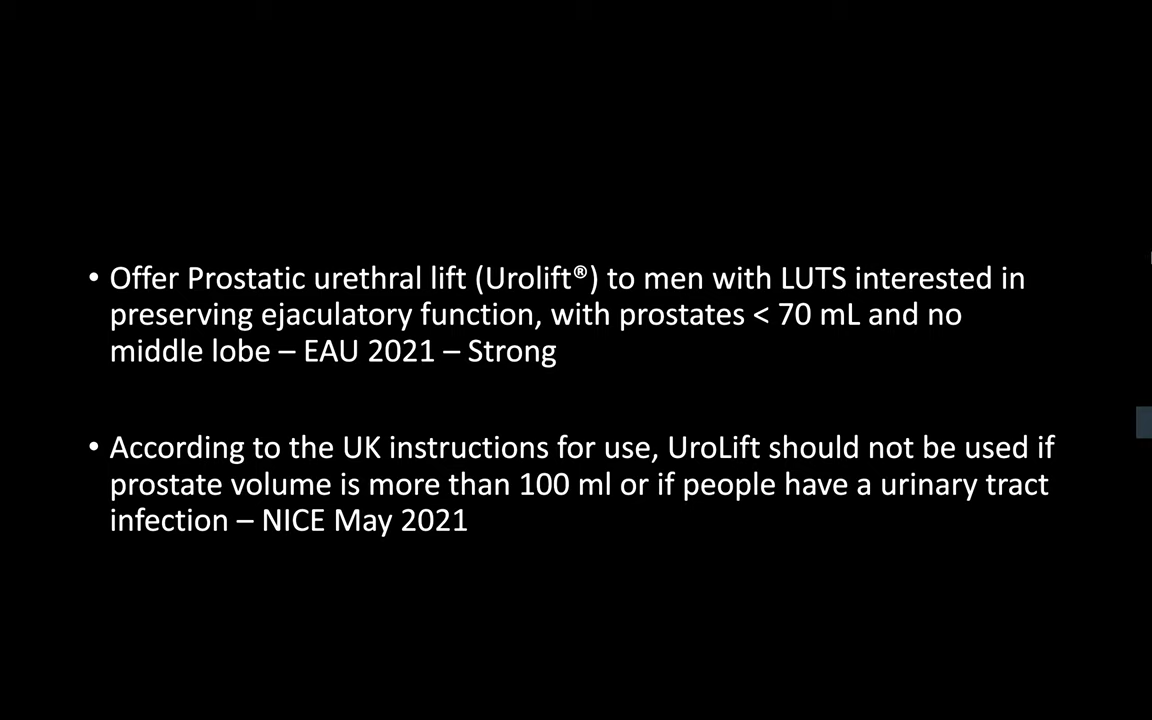 • Offer Prostatic urethral lift (Urolift®) to men with LUTS interested in
preserving ejaculatory function, with prostates < 70 mL and no
middle lobe – EAU 2021 – Strong
• According to the UK instructions for use, UroLift should not be used if
prostate volume is more than 100 ml or if people have a urinary tract
infection – NICE May 2021